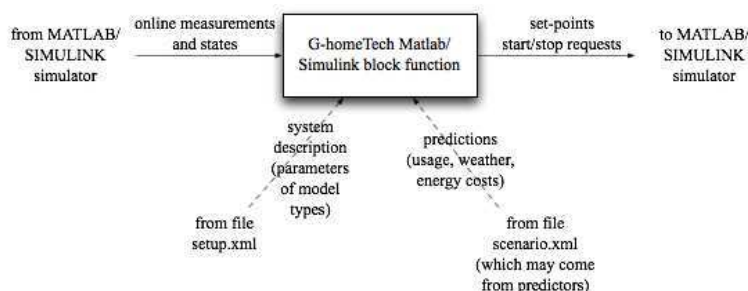 from MATLAB/
SIMULINK
simulator
online measurements
and states
G-homeTech Matlab/
Simulink block function
set-points
start/stop requests
to MATLAB/
SIMULINK
simulator
system
description
(parameters
of model
types)
predictions
(usage, weather,
energy costs)
from file
setup.xml
from file
scenario.xml
(which may come
from predictors)